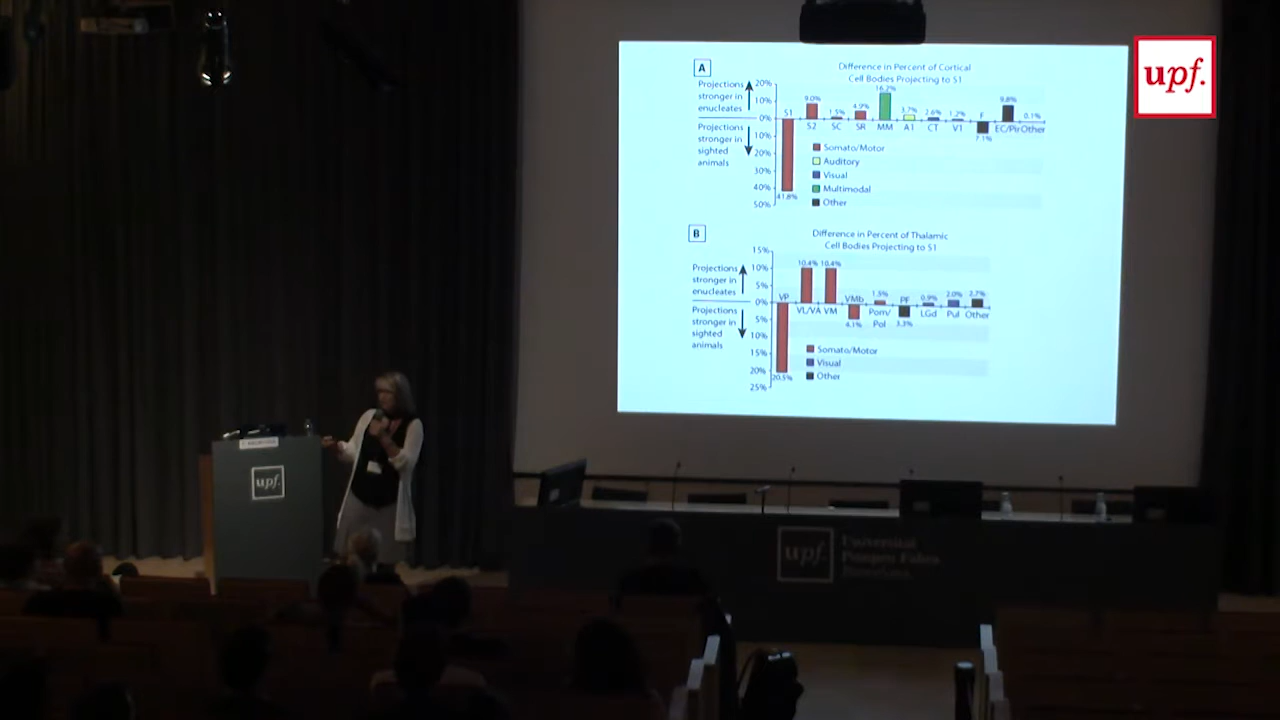 upf.
A
Difference in Percent of Cortical
Cell Bodies Projecting to S1
Projections
stronger in
enucleates
Projections
stronger in
sighted
animals
20%
10%
0%
10%
20%
30%
40%
50%
S1
41.8%
9.0%
S2
1.5%
SC
4.9%
SR
16.2%
MM
3.7%
A1
2.6%
CT
1.2%
V1
F
7.1%
9.8%
EC/Pir
0.1%
Other
Somato/Motor
Auditory
Visual
Multimodal
Other
B
Difference in Percent of Thalamic
Cell Bodies Projecting to S1
Projections
stronger in
enucleates
Projections
stronger in
sighted
animals
15%
10%
5%
0%
5%
10%
15%
20%
25%
VP
20.5%
10.4%
VL/VA
10.4%
VM
VMb
1.5%
Pom/
Pol
PF
3.3%
0.9%
LGd
2.0%
Pul
2.7%
Other
Somato/Motor
Visual
Other
upf.
upf.
Universitat
Pompeu Fabra
Barcelona